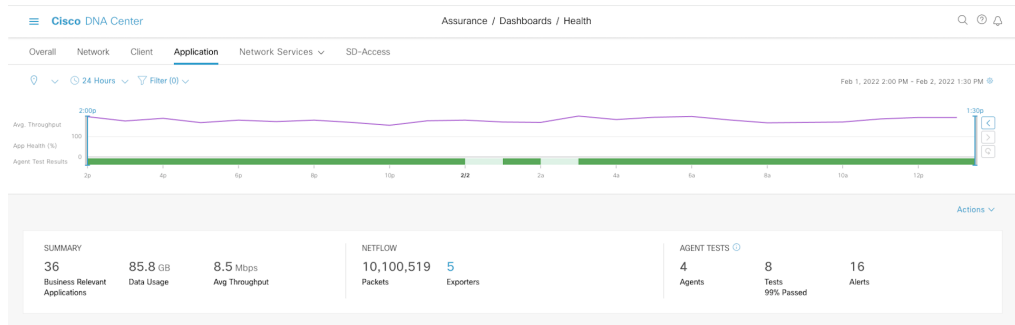 Cisco DNA Center
Assurance / Dashboards / Health
Overall Network Client Application Network Services SD-Access
24 Hours Filter (0)
Feb 1, 2022 2:00 PM - Feb 2, 2022 1:30 PM
2:00p 1:30p
Avg. Throughput
100
App Health (%)
0
Agent Test Results
2p 4p 6p 8p 10p 2/2 2a 4a 6a 8a 10a 12p
Actions
SUMMARY
36 85.8 GB 8.5 Mbps
Business Relevant Applications Data Usage Avg Throughput
NETFLOW
10,100,519 5
Packets Exporters
AGENT TESTS
4 8 16
Agents Tests Alerts
99% Passed